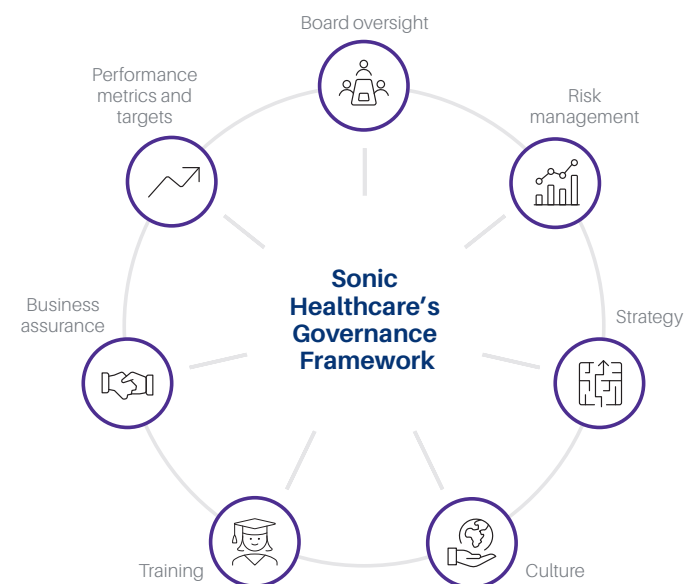 Board oversight
Performance
metrics and
targets
Risk
management
Sonic
Healthcare’s
Governance
Framework
Business
assurance
Strategy
Training
Culture